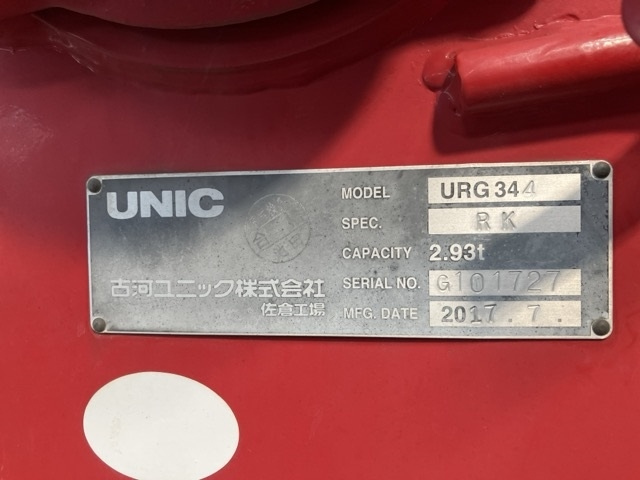 UNIC
MODEL URG344
SPEC. RK
CAPACITY 2.93t
古河ユニック株式会社
SERIAL NO. G101727
佐倉工場
MFG. DATE 2017.7.